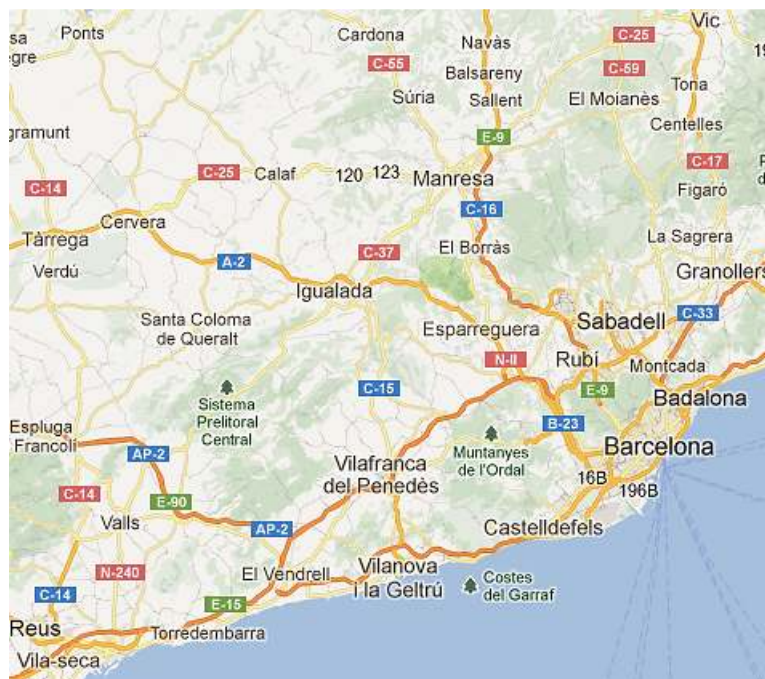 Ponts
Cardona
Navàs
Vic
C-25
sa
egre
C-55
Balsareny
C-59
Tona
Súria
Sallent
El Moianès
Centelles
gramunt
E-9
C-17
C-25
Calaf
120
123
Manresa
C-14
Figaró
C-16
Cervera
Tàrrega
La Sagrera
C-37
El Borràs
Verdú
A-2
Granollers
Igualada
Santa Coloma
de Queralt
Esparreguera
Sabadell
C-33
N-II
Rubí
Montcada
C-15
E-9
Badalona
Sistema
Prelitoral
Central
Espluga
Francolí
B-23
Barcelona
Muntanyes
de l'Ordal
AP-2
Vilafranca
del Penedès
16B
196B
C-14
E-90
Valls
AP-2
Castelldefels
N-240
El Vendrell
Vilanova
i la Geltrú
Costes
del Garraf
C-14
E-15
Reus
Torredembarra
Vila-seca